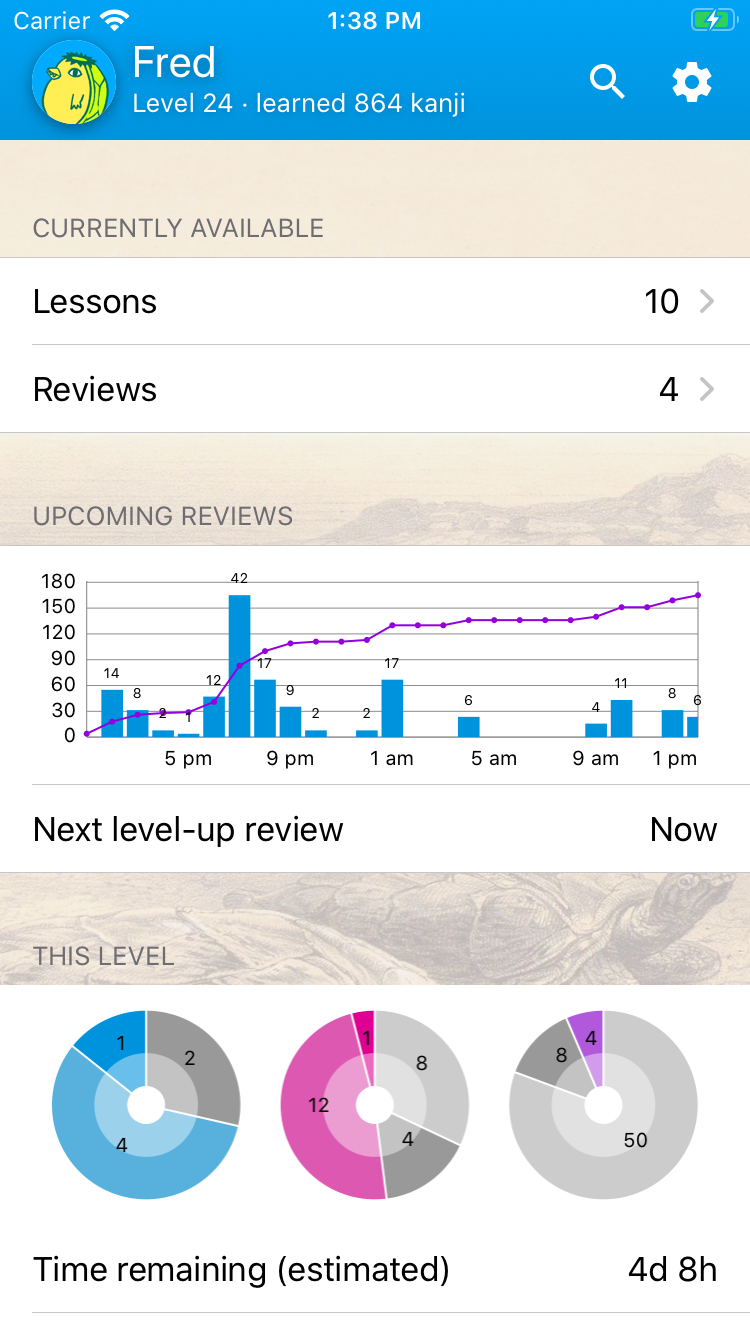 Carrier 1:38 PM
Fred
Level 24 · learned 864 kanji
CURRENTLY AVAILABLE
Lessons 10
Reviews 4
UPCOMING REVIEWS
180
150
120
90
60
30
0
14 8 2 1 12 42 17 9 2 2 17 6 4 11 8 6
5 pm 9 pm 1 am 5 am 9 am 1 pm
Next level-up review Now
THIS LEVEL
1 2 4
1 8 12 4
4 8 50
Time remaining (estimated) 4d 8h